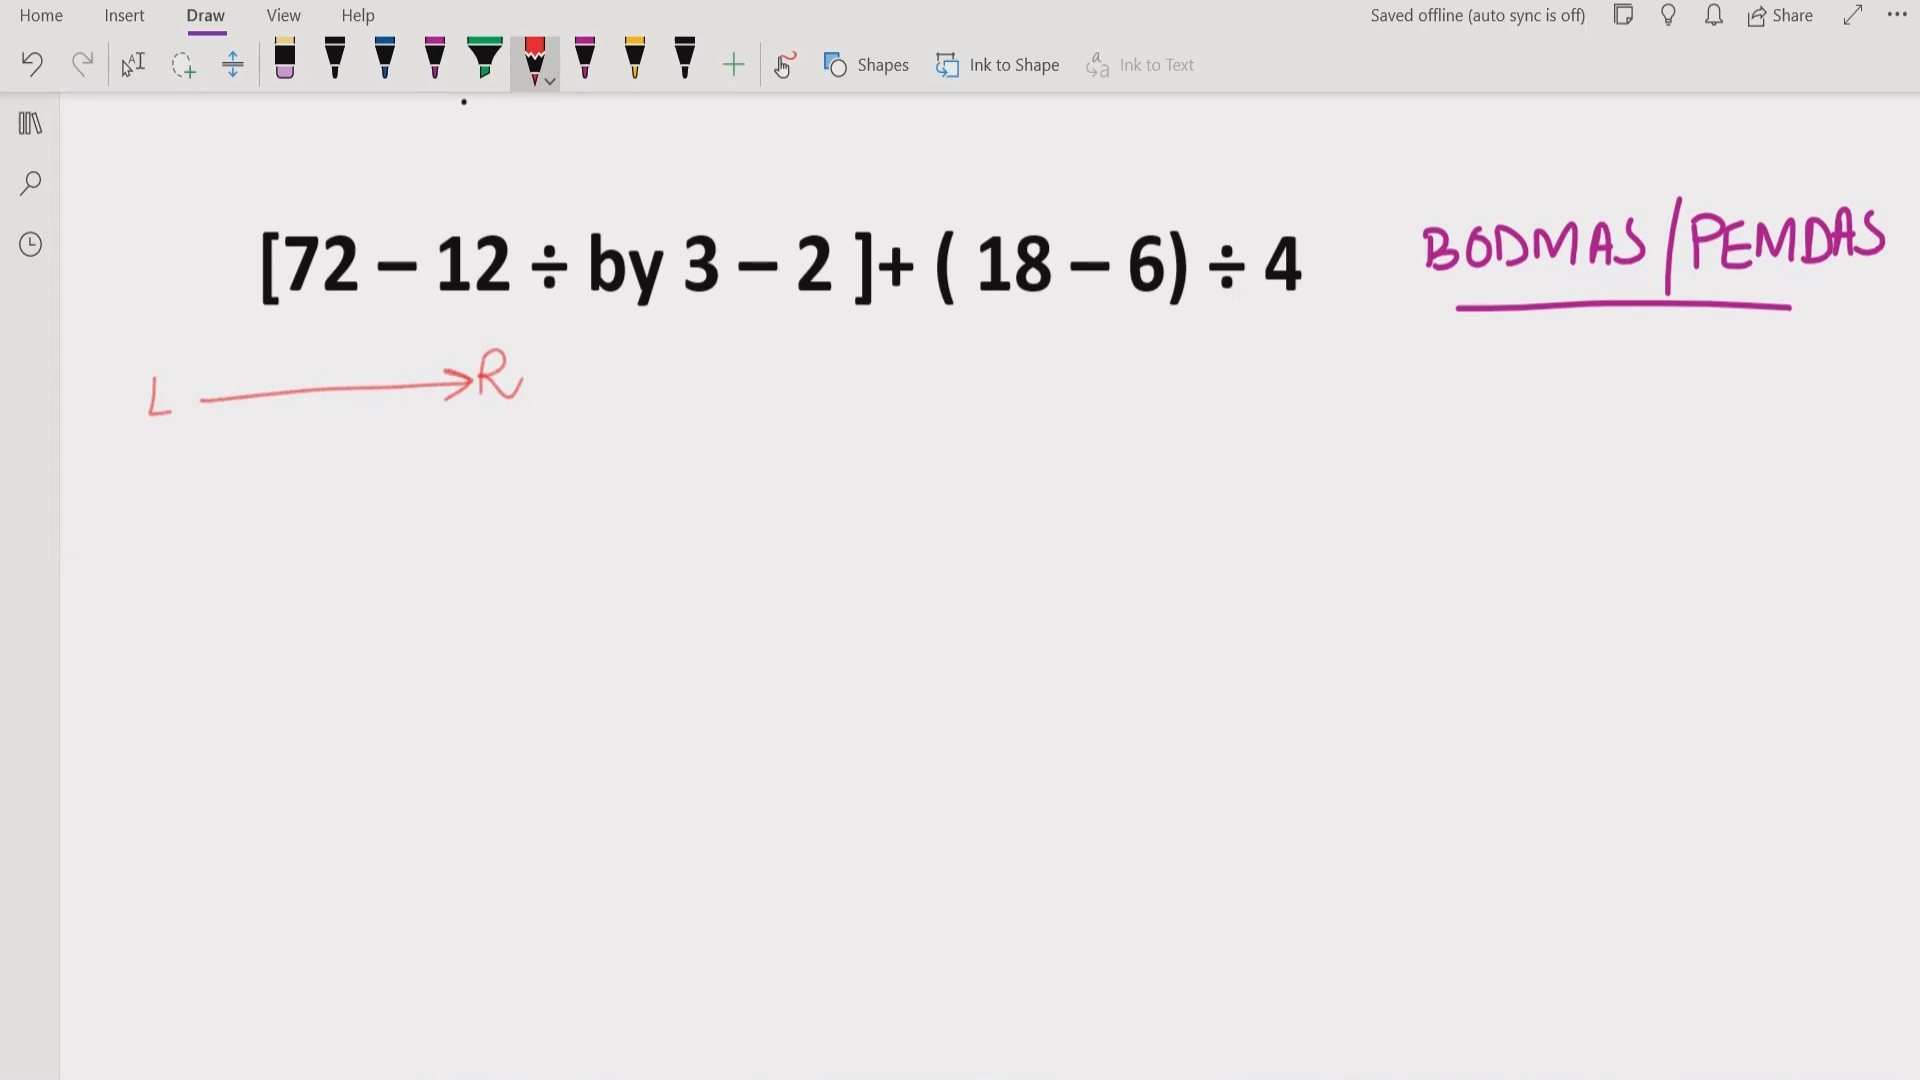 Home Insert Draw View Help Saved offline (auto sync is off) Share
Shapes Ink to Shape Ink to Text
[72 – 12 ÷ by 3 – 2 ]+ ( 18 – 6) ÷ 4 BODMAS/PEMDAS
L R